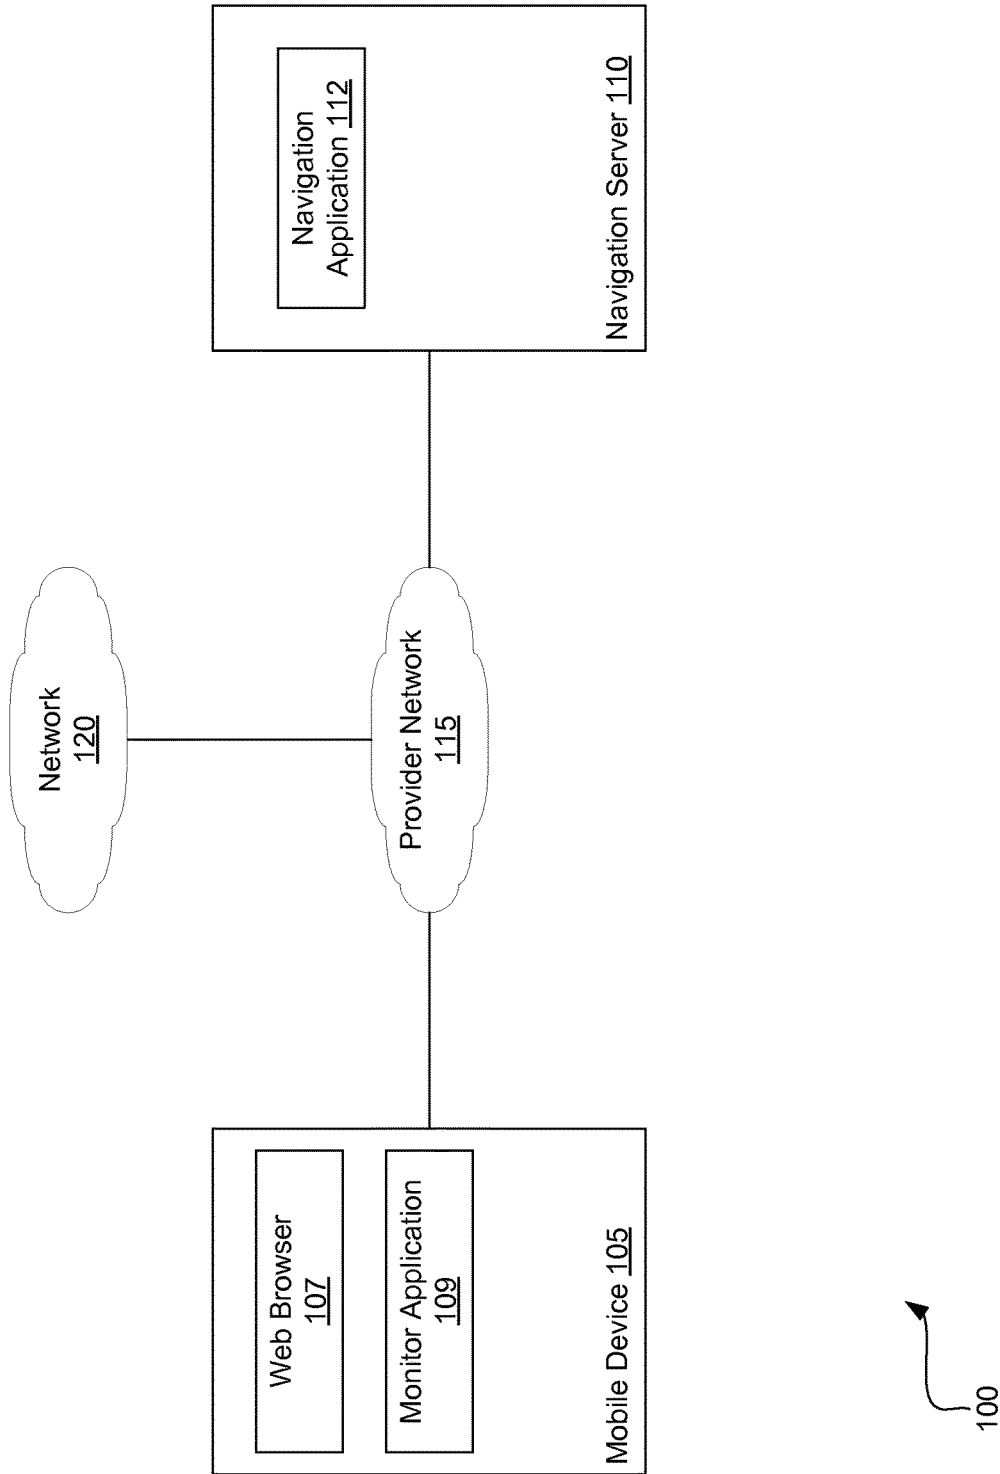 Network
120
Web Browser
107
Monitor Application
109
Mobile Device 105
Provider Network
115
Navigation
Application 112
Navigation Server 110
100